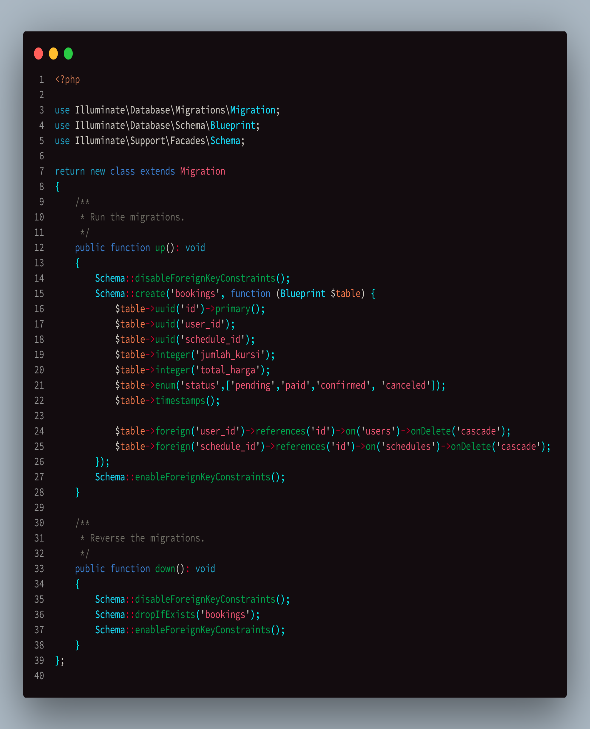 1 <?php
2
3 use Illuminate\Database\Migrations\Migration;
4 use Illuminate\Database\Schema\Blueprint;
5 use Illuminate\Support\Facades\Schema;
6
7 return new class extends Migration
8 {
9     /**
10      * Run the migrations.
11      */
12     public function up(): void
13     {
14         Schema::disableForeignKeyConstraints();
15         Schema::create('bookings', function (Blueprint $table) {
16             $table->uuid('id')->primary();
17             $table->uuid('user_id');
18             $table->uuid('schedule_id');
19             $table->integer('jumlah_kursi');
20             $table->integer('total_harga');
21             $table->enum('status',['pending','paid','confirmed', 'canceled']);
22             $table->timestamps();
23
24             $table->foreign('user_id')->references('id')->on('users')->onDelete('cascade');
25             $table->foreign('schedule_id')->references('id')->on('schedules')->onDelete('cascade');
26         });
27         Schema::enableForeignKeyConstraints();
28     }
29
30     /**
31      * Reverse the migrations.
32      */
33     public function down(): void
34     {
35         Schema::disableForeignKeyConstraints();
36         Schema::dropIfExists('bookings');
37         Schema::enableForeignKeyConstraints();
38     }
39 };
40